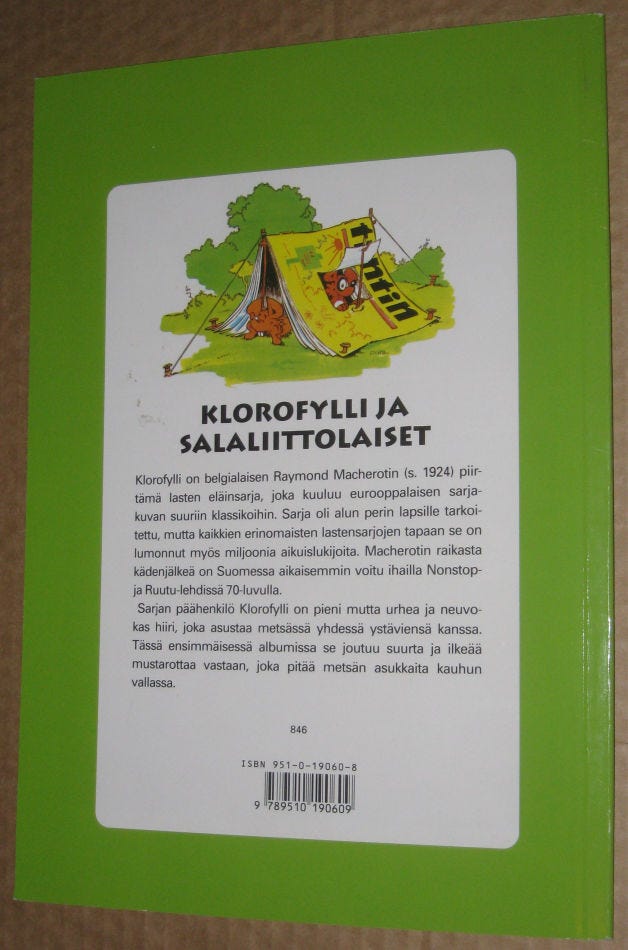 tintin
KLOROFYLLI JA
SALALIITTOLAISET
Klorofylli on belgialaisen Raymond Macherotin (s. 1924) piir-
tämä lasten eläinsarja, joka kuuluu eurooppalaisen sarja-
kuvan suuriin klassikoihin. Sarja oli alun perin lapsille tarkoi-
tettu, mutta kaikkien erinomaisten lastensarjojen tapaan se on
lumonnut myös miljoonia aikuislukijoita. Macherotin raikasta
kädenjälkeä on Suomessa aikaisemmin voitu ihailla Nonstop-
ja Ruutu-lehdissä 70-luvulla.
Sarjan päähenkilö Klorofylli on pieni mutta urhea ja neuvo-
kas hiiri, joka asustaa metsässä yhdessä ystäviensä kanssa.
Tässä ensimmäisessä albumissa se joutuu suurta ja ilkeää
mustarottaa vastaan, joka pitää metsän asukkaita kauhun
vallassa.
846
ISBN 951-0-19060-8
9 789510 190609